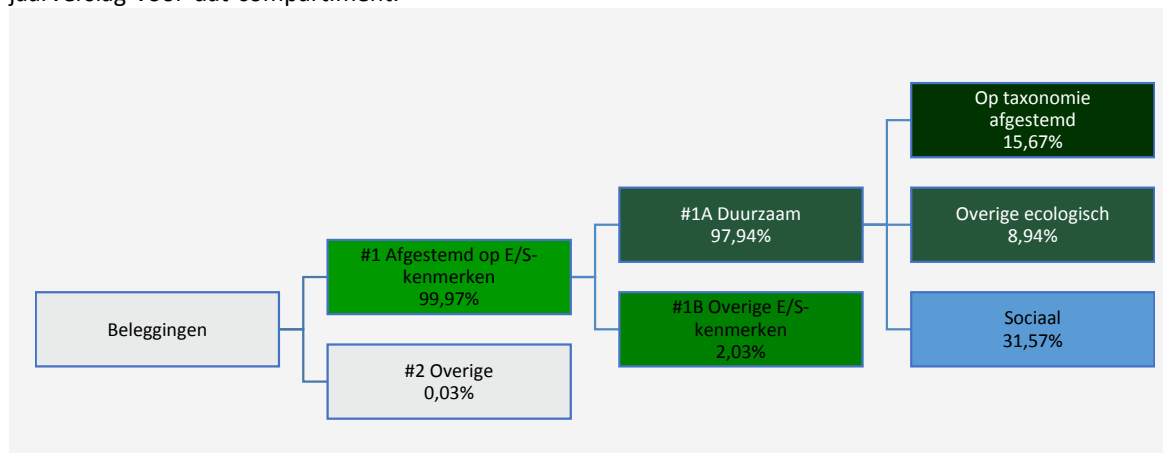 jaarverslag voor dat compartiment.
Op taxonomie
afgestemd
15,67%
#1A Duurzaam
97,94%
Overige ecologisch
8,94%
#1 Afgestemd op E/S-
kenmerken
99,97%
#1B Overige E/S-
kenmerken
2,03%
Sociaal
31,57%
Beleggingen
#2 Overige
0,03%